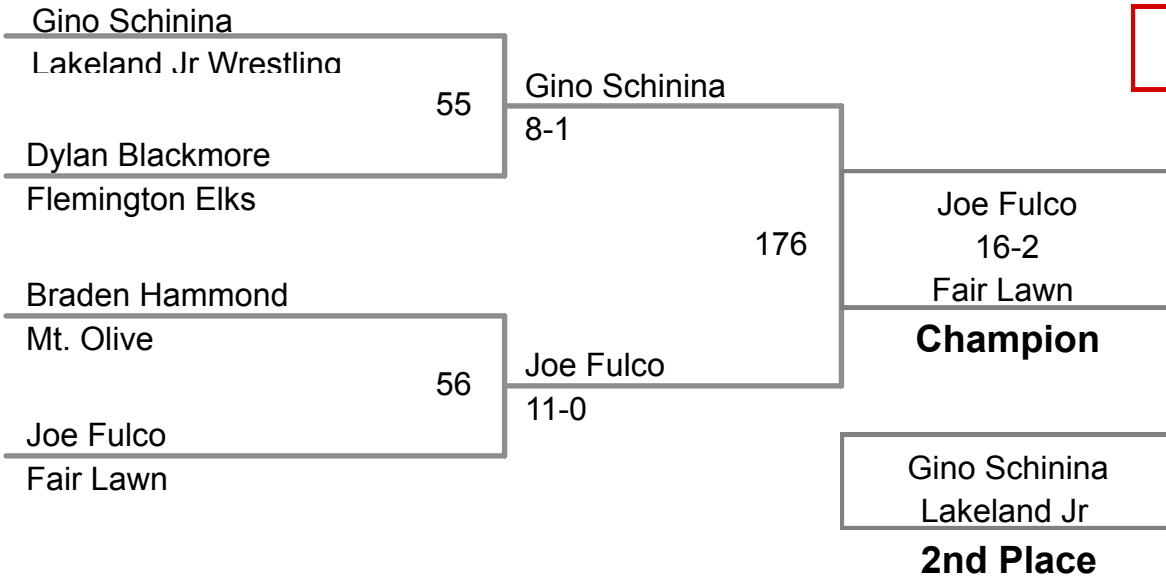 Gino Schinina
Lakeland Jr Wrestling
55
Gino Schinina
8-1
Dylan Blackmore
Flemington Elks
176
Joe Fulco
16-2
Fair Lawn
Champion
Braden Hammond
Mt. Olive
56
Joe Fulco
11-0
Joe Fulco
Fair Lawn
Gino Schinina
Lakeland Jr
2nd Place